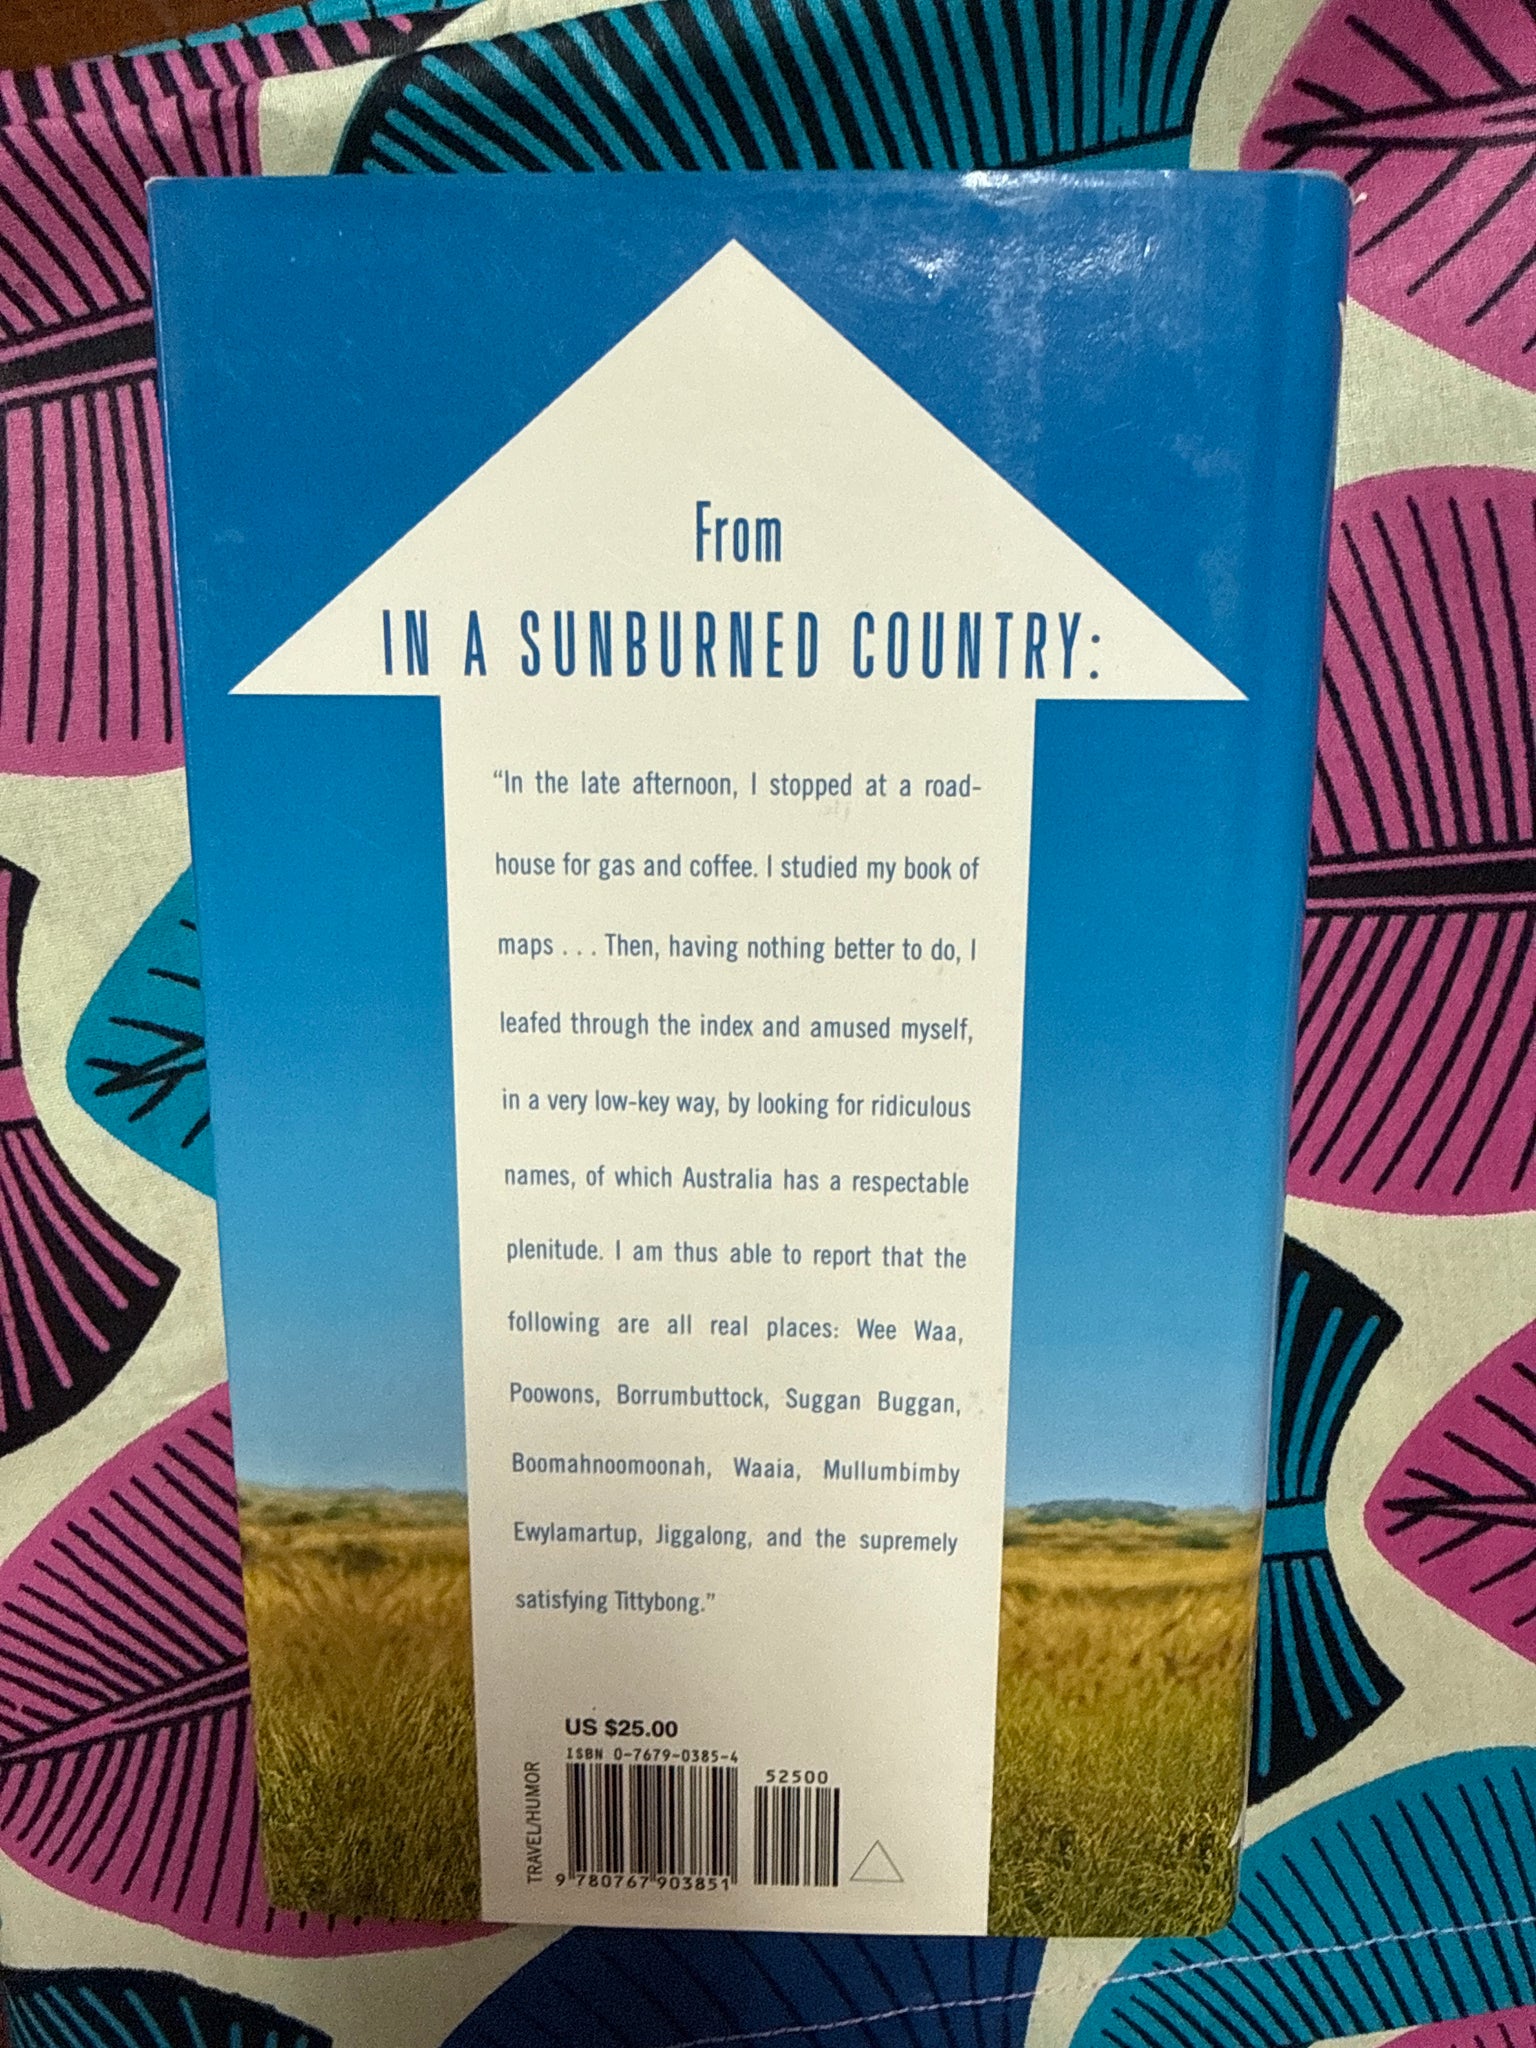 From
IN A SUNBURNED COUNTRY:
“In the late afternoon, I stopped at a road-
house for gas and coffee. I studied my book of
maps . . . Then, having nothing better to do, I
leafed through the index and amused myself,
in a very low-key way, by looking for ridiculous
names, of which Australia has a respectable
plenitude. I am thus able to report that the
following are all real places: Wee Waa,
Poowons, Borrumbuttock, Suggan Buggan,
Boomahnoomoonah, Waaia, Mullumbimby
Ewylamartup, Jiggalong, and the supremely
satisfying Tittybong.”
US $25.00
ISBN 0-7679-0385-4
52500
TRAVEL/HUMOR
9 780767 903851